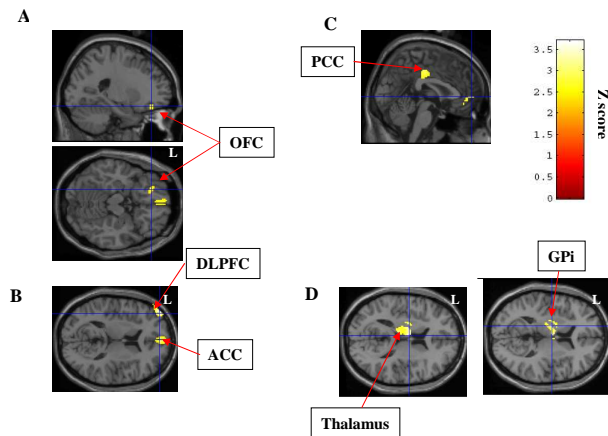 A
C
PCC
OFC
L
3.5
3
2.5
2
1.5
1
0.5
0
Z score
DLPFC
B
L
ACC
GPi
D
L
L
Thalamus